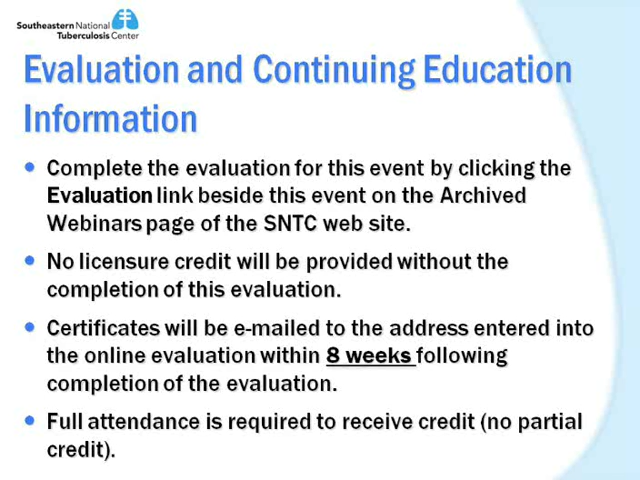 Southeastern National
Tuberculosis Center
Evaluation and Continuing Education
Information
• Complete the evaluation for this event by clicking the
Evaluation link beside this event on the Archived
Webinars page of the SNTC web site.
• No licensure credit will be provided without the
completion of this evaluation.
• Certificates will be e-mailed to the address entered into
the online evaluation within 8 weeks following
completion of the evaluation.
• Full attendance is required to receive credit (no partial
credit).